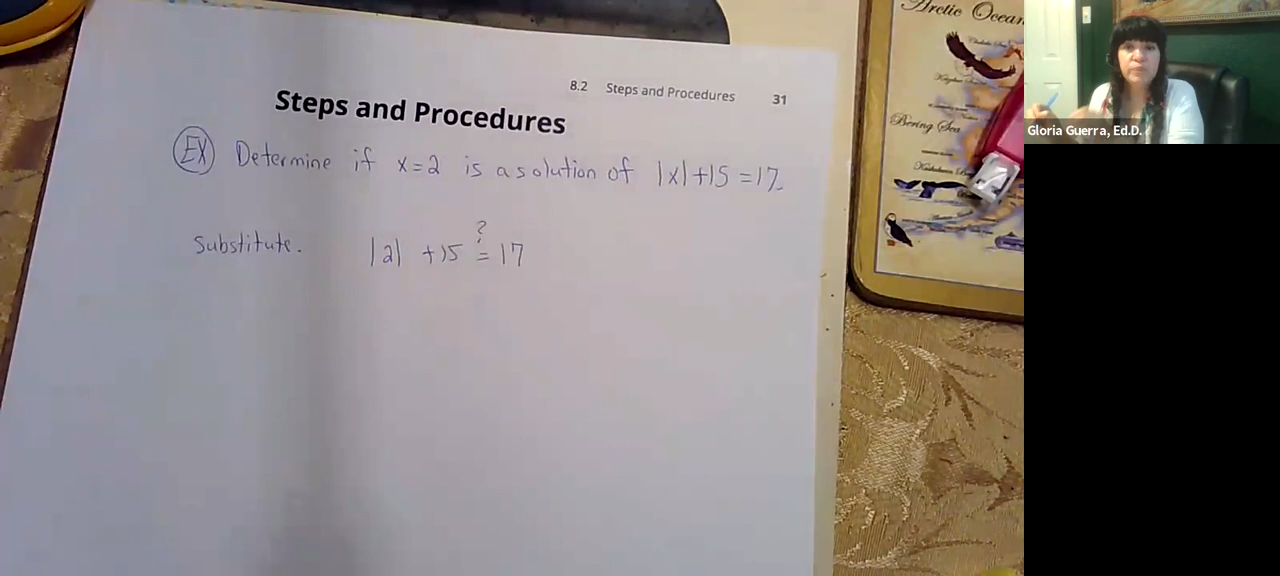 8.2 Steps and Procedures 31
Steps and Procedures
EX Determine if x=2 is a solution of |x|+15=17
Substitute. |2| +15 ?= 17
Arctic Ocean
Bering Sea
Gloria Guerra, Ed.D.